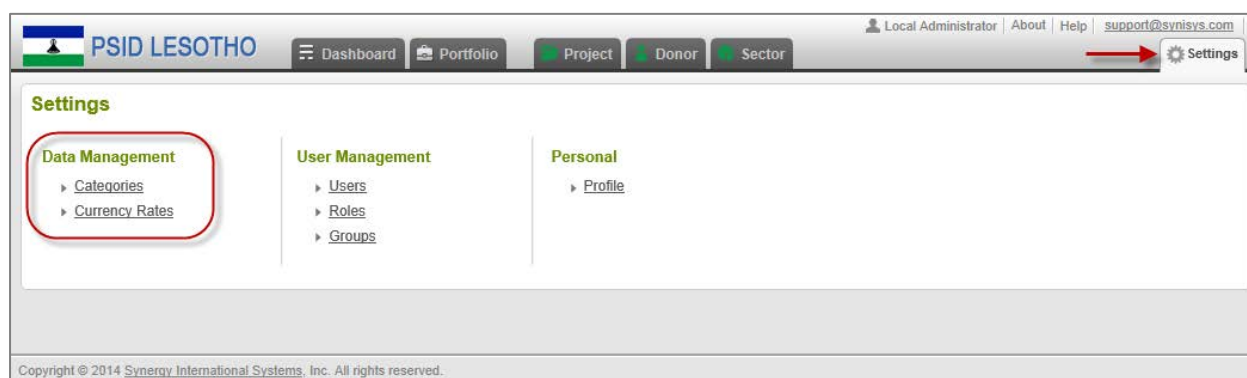 Local Administrator | About | Help | support@synisys.com |
PSID LESOTHO Dashboard Portfolio Project Donor Sector Settings
Settings
Data Management User Management Personal
Categories Users Profile
Currency Rates Roles
Groups
Copyright © 2014 Synergy International Systems, Inc. All rights reserved.